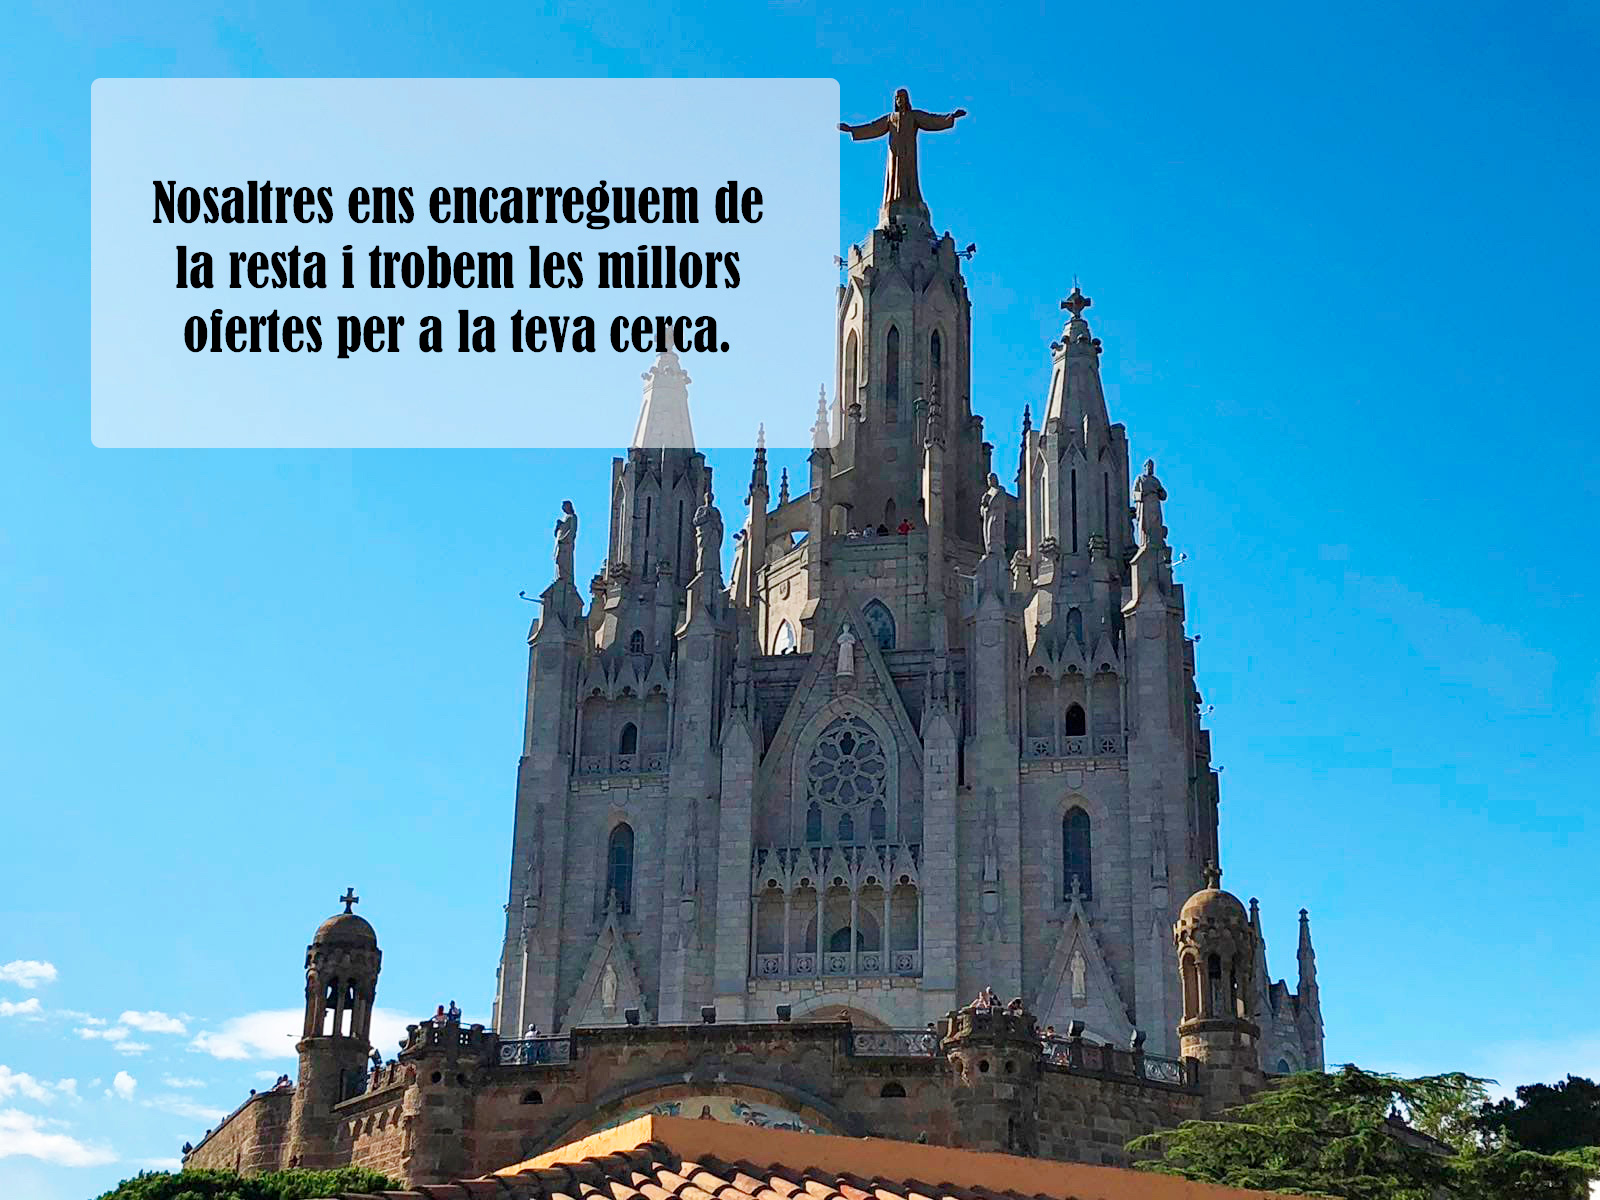 Nosaltres ens encarreguem de
la resta i trobem les millors
ofertes per a la teva cerca.